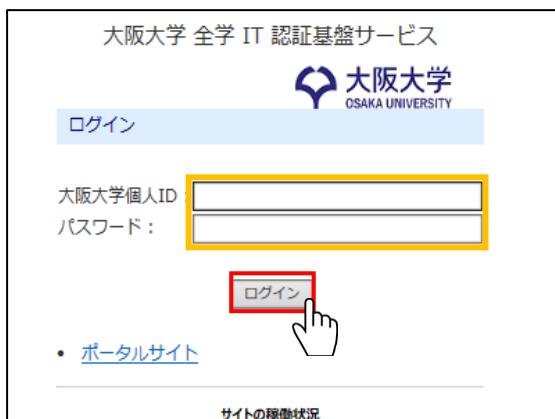 大阪大学 全学 IT 認証基盤サービス
大阪大学
OSAKA UNIVERSITY
ログイン
大阪大学個人ID：
パスワード：
ログイン
• ポータルサイト
サイトの稼働状況